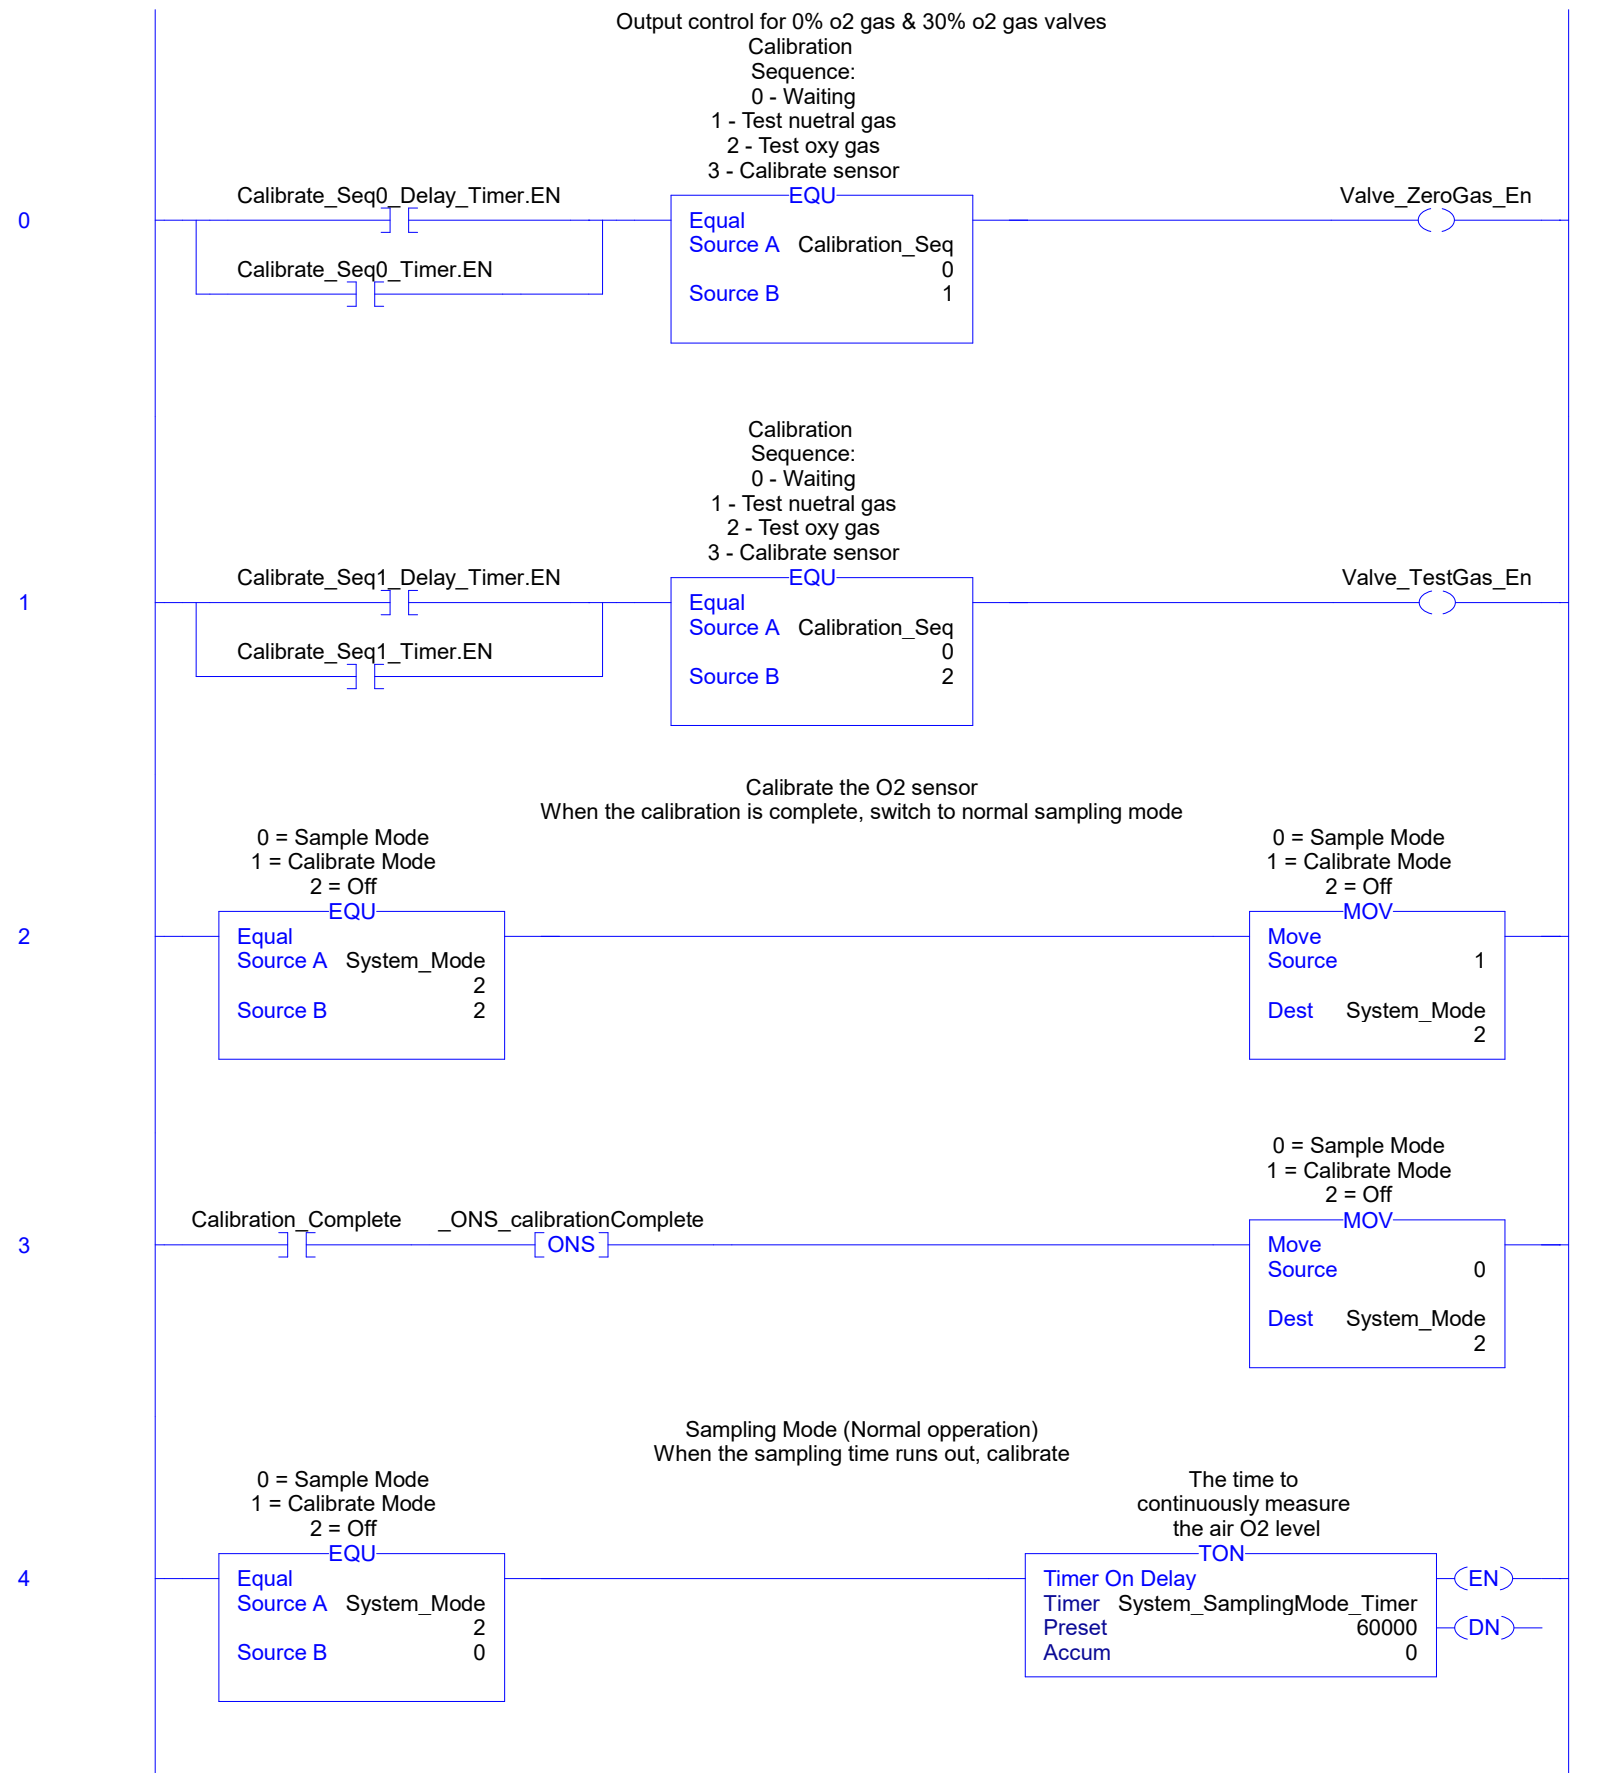 Output control for 0% o2 gas & 30% o2 gas valves
Calibration
Sequence:
0 - Waiting
1 - Test nuetral gas
2 - Test oxy gas
3 - Calibrate sensor
Calibrate_Seq0_Delay_Timer.EN
EQU
Valve_ZeroGas_En
0
Equal
Source A Calibration_Seq
0
Calibrate_Seq0_Timer.EN
Source B 1
Calibration
Sequence:
0 - Waiting
1 - Test nuetral gas
2 - Test oxy gas
3 - Calibrate sensor
Calibrate_Seq1_Delay_Timer.EN
EQU
Valve_TestGas_En
1
Equal
Source A Calibration_Seq
0
Calibrate_Seq1_Timer.EN
Source B 2
Calibrate the O2 sensor
When the calibration is complete, switch to normal sampling mode
0 = Sample Mode
1 = Calibrate Mode
2 = Off
EQU
2
Equal
Source A System_Mode
2
Source B 2
0 = Sample Mode
1 = Calibrate Mode
2 = Off
MOV
Move
Source 1
Dest System_Mode
2
0 = Sample Mode
1 = Calibrate Mode
2 = Off
Calibration_Complete
_ONS_calibrationComplete
MOV
3
ONS
Move
Source 0
Dest System_Mode
2
Sampling Mode (Normal opperation)
When the sampling time runs out, calibrate
0 = Sample Mode
1 = Calibrate Mode
2 = Off
EQU
4
Equal
Source A System_Mode
2
Source B 0
The time to
continuously measure
the air O2 level
TON
Timer On Delay
EN
Timer System_SamplingMode_Timer
Preset 60000
DN
Accum 0